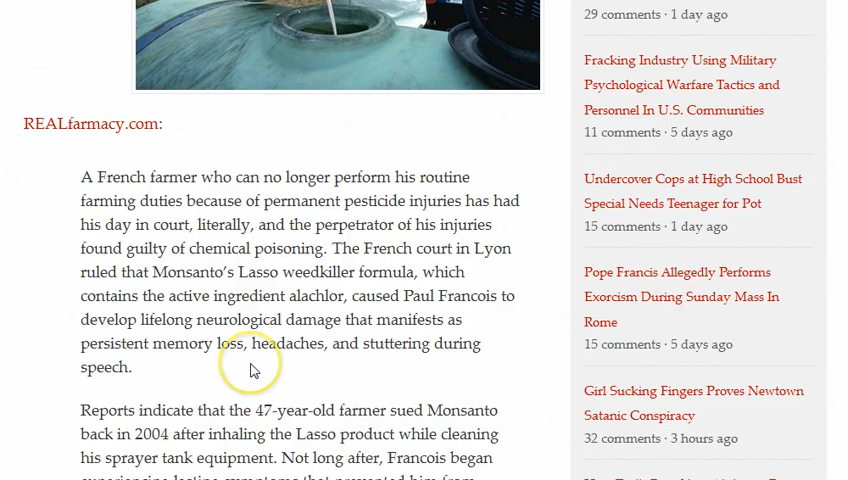 REALfarmacy.com:
A French farmer who can no longer perform his routine
farming duties because of permanent pesticide injuries has had
his day in court, literally, and the perpetrator of his injuries
found guilty of chemical poisoning. The French court in Lyon
ruled that Monsanto's Lasso weedkiller formula, which
contains the active ingredient alachlor, caused Paul Francois to
develop lifelong neurological damage that manifests as
persistent memory loss, headaches, and stuttering during
speech.
Reports indicate that the 47-year-old farmer sued Monsanto
back in 2004 after inhaling the Lasso product while cleaning
his sprayer tank equipment. Not long after, Francois began
29 comments · 1 day ago
Fracking Industry Using Military
Psychological Warfare Tactics and
Personnel In U.S. Communities
11 comments · 5 days ago
Undercover Cops at High School Bust
Special Needs Teenager for Pot
15 comments · 1 day ago
Pope Francis Allegedly Performs
Exorcism During Sunday Mass In
Rome
15 comments · 5 days ago
Girl Sucking Fingers Proves Newtown
Satanic Conspiracy
32 comments · 3 hours ago